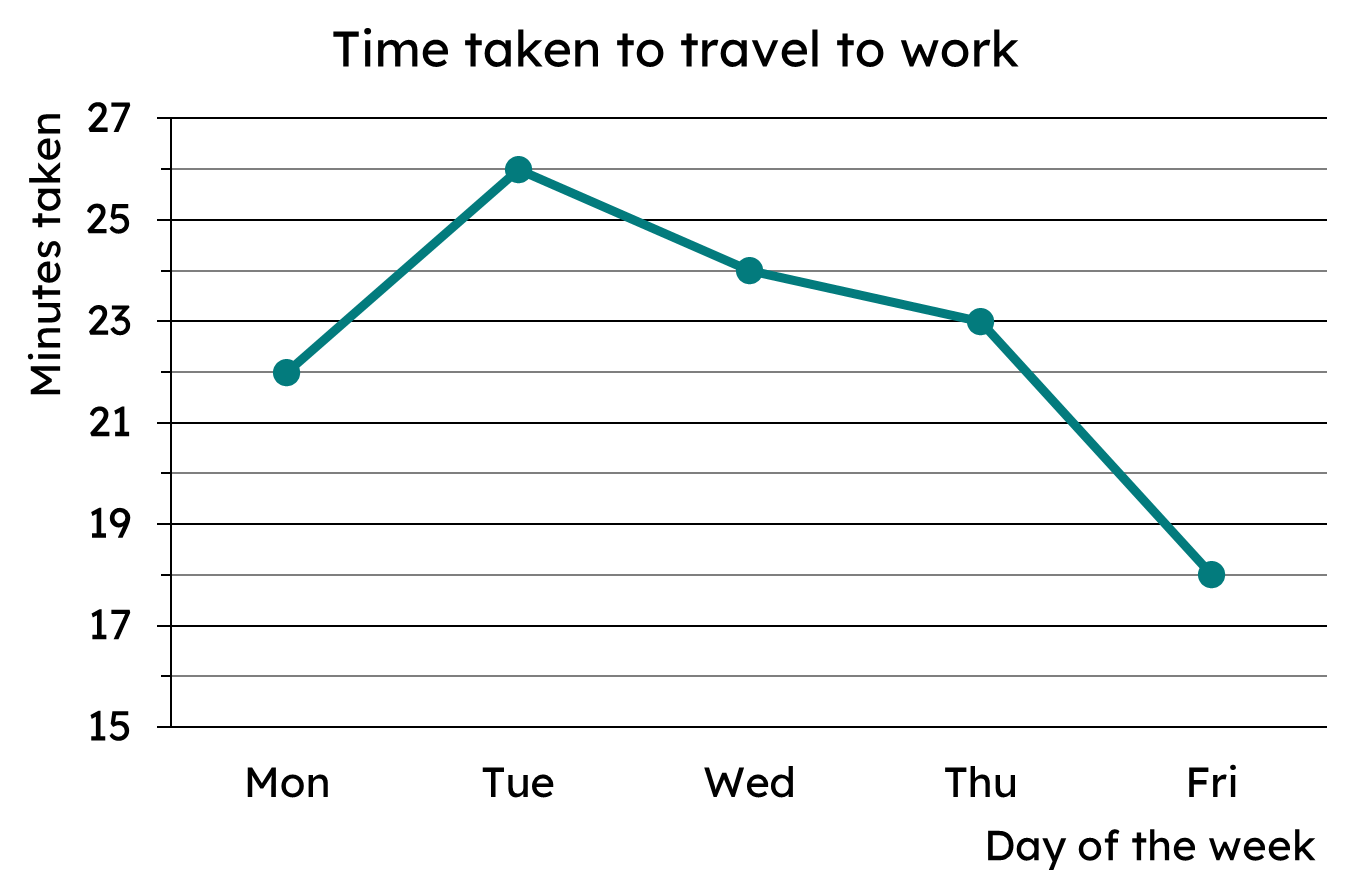 Time taken to travel to work
Minutes taken
27
25
23
21
19
17
15
Mon Tue Wed Thu Fri
Day of the week